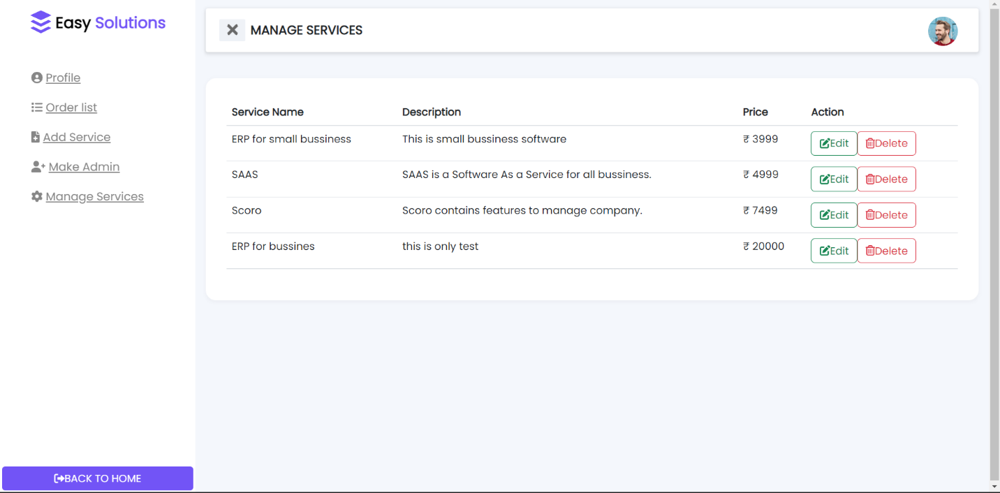 Easy Solutions
Profile
Order list
Add Service
Make Admin
Manage Services
BACK TO HOME
MANAGE SERVICES
Service Name Description Price Action
ERP for small bussiness This is small bussiness software ₹ 3999 Edit Delete
SAAS SAAS is a Software As a Service for all bussiness. ₹ 4999 Edit Delete
Scoro Scoro contains features to manage company. ₹ 7499 Edit Delete
ERP for bussines this is only test ₹ 20000 Edit Delete